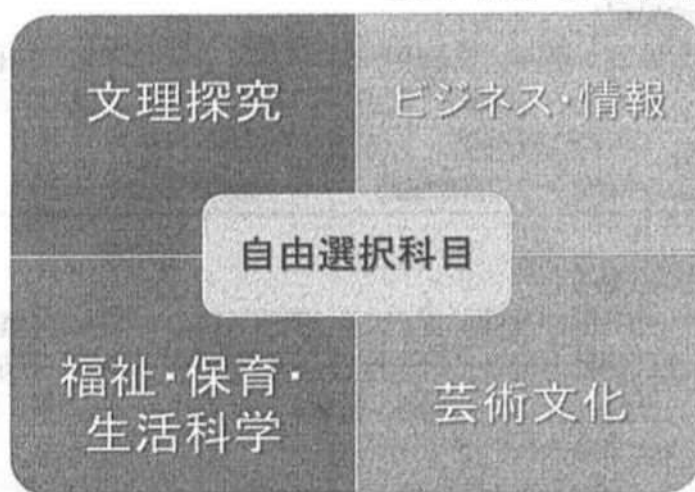 文理探究
ビジネス・情報
自由選択科目
福祉・保育・
生活科学
芸術文化